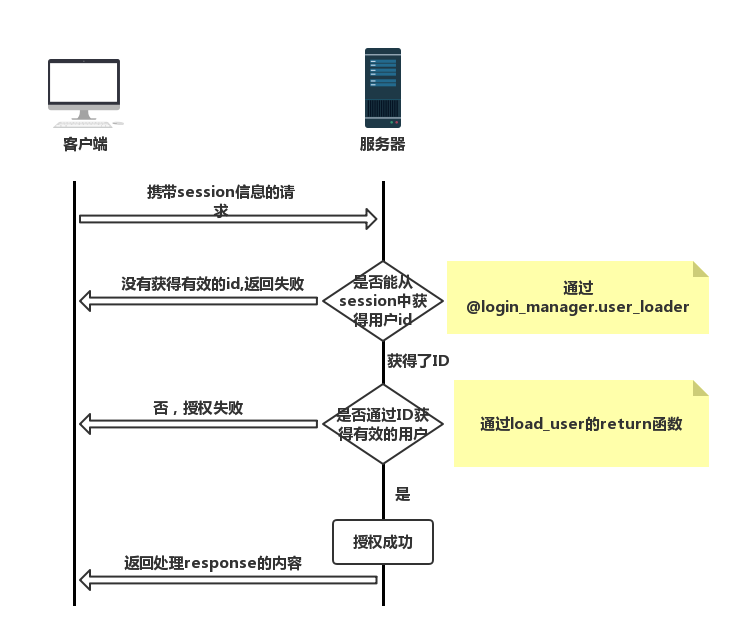 客户端
服务器
携带session信息的请
求
没有获得有效的id,返回失败
是否能从
session中获
得用户id
通过
@login_manager.user_loader
获得了ID
否，授权失败
是否通过ID获
得有效的用户
通过load_user的return函数
是
授权成功
返回处理response的内容